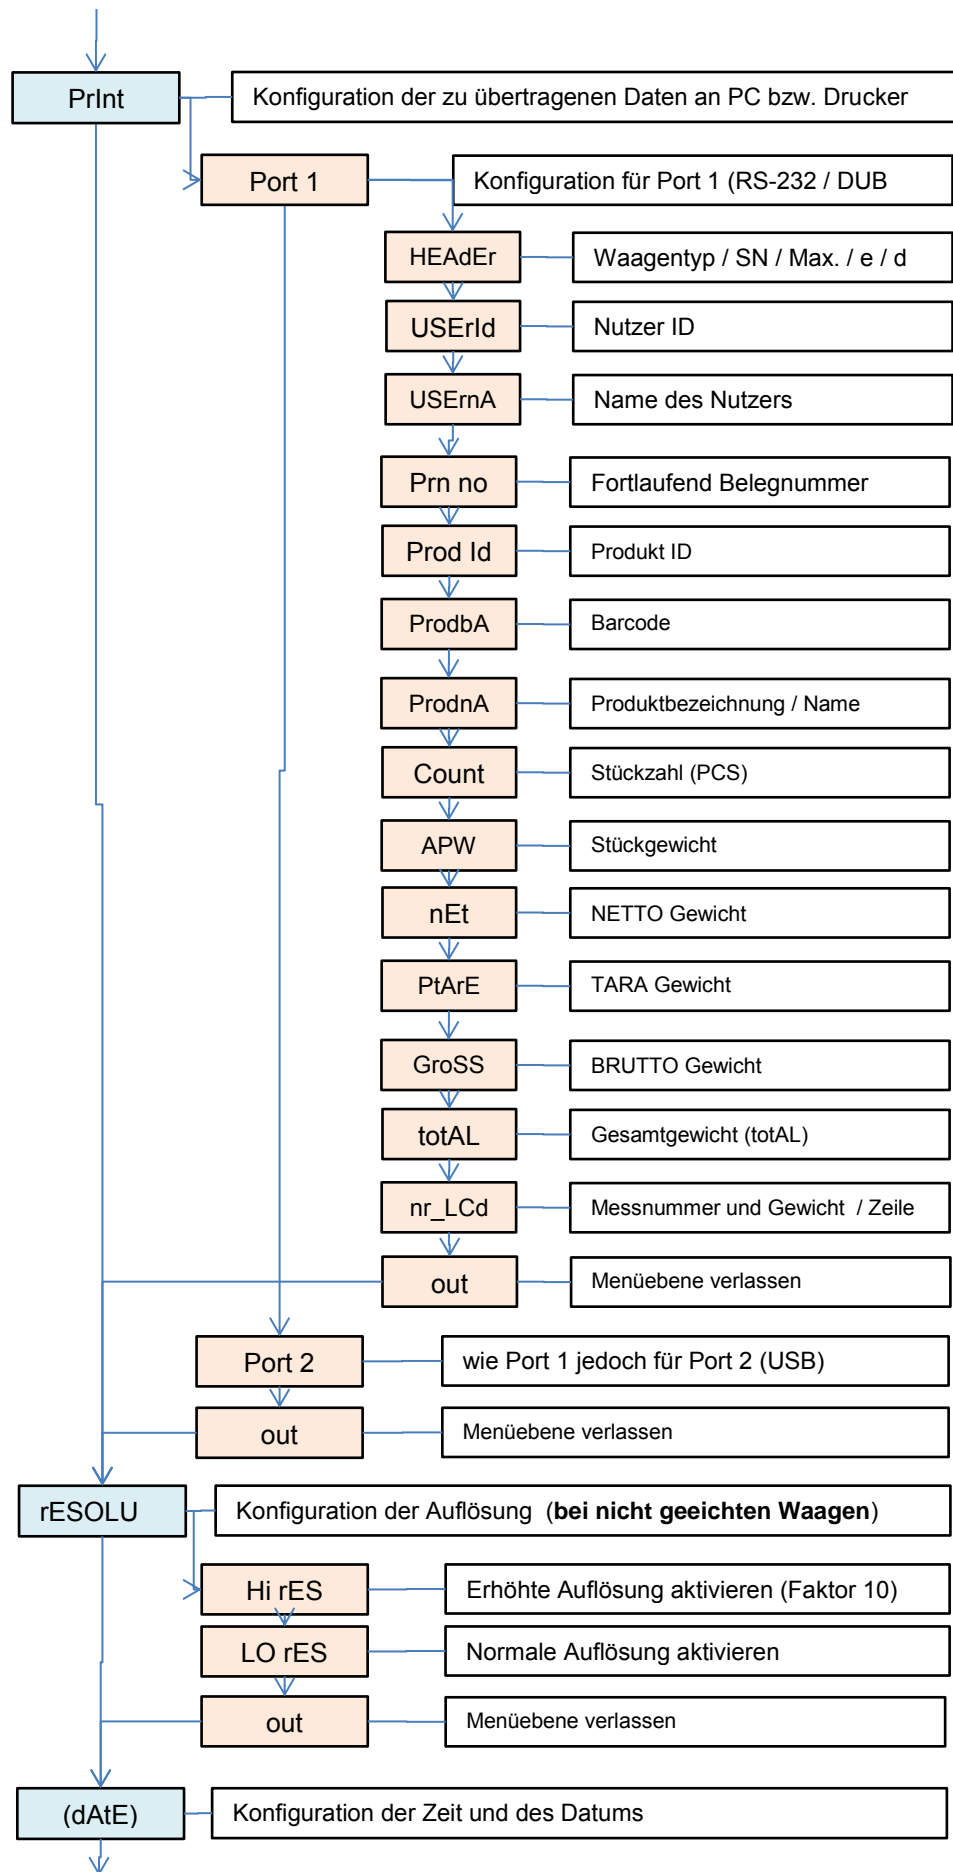 PrInt
Konfiguration der zu übertragenen Daten an PC bzw. Drucker
Port 1
Konfiguration für Port 1 (RS-232 / DUB
HEAdEr
Waagentyp / SN / Max. / e / d
USErId
Nutzer ID
USErnA
Name des Nutzers
Prn no
Fortlaufend Belegnummer
Prod Id
Produkt ID
ProdbA
Barcode
ProdnA
Produktbezeichnung / Name
Count
Stückzahl (PCS)
APW
Stückgewicht
nEt
NETTO Gewicht
PtArE
TARA Gewicht
GroSS
BRUTTO Gewicht
totAL
Gesamtgewicht (totAL)
nr_LCd
Messnummer und Gewicht / Zeile
out
Menüebene verlassen
Port 2
wie Port 1 jedoch für Port 2 (USB)
out
Menüebene verlassen
rESOLU
Konfiguration der Auflösung (bei nicht geeichten Waagen)
Hi rES
Erhöhte Auflösung aktivieren (Faktor 10)
LO rES
Normale Auflösung aktivieren
out
Menüebene verlassen
(dAtE)
Konfiguration der Zeit und des Datums